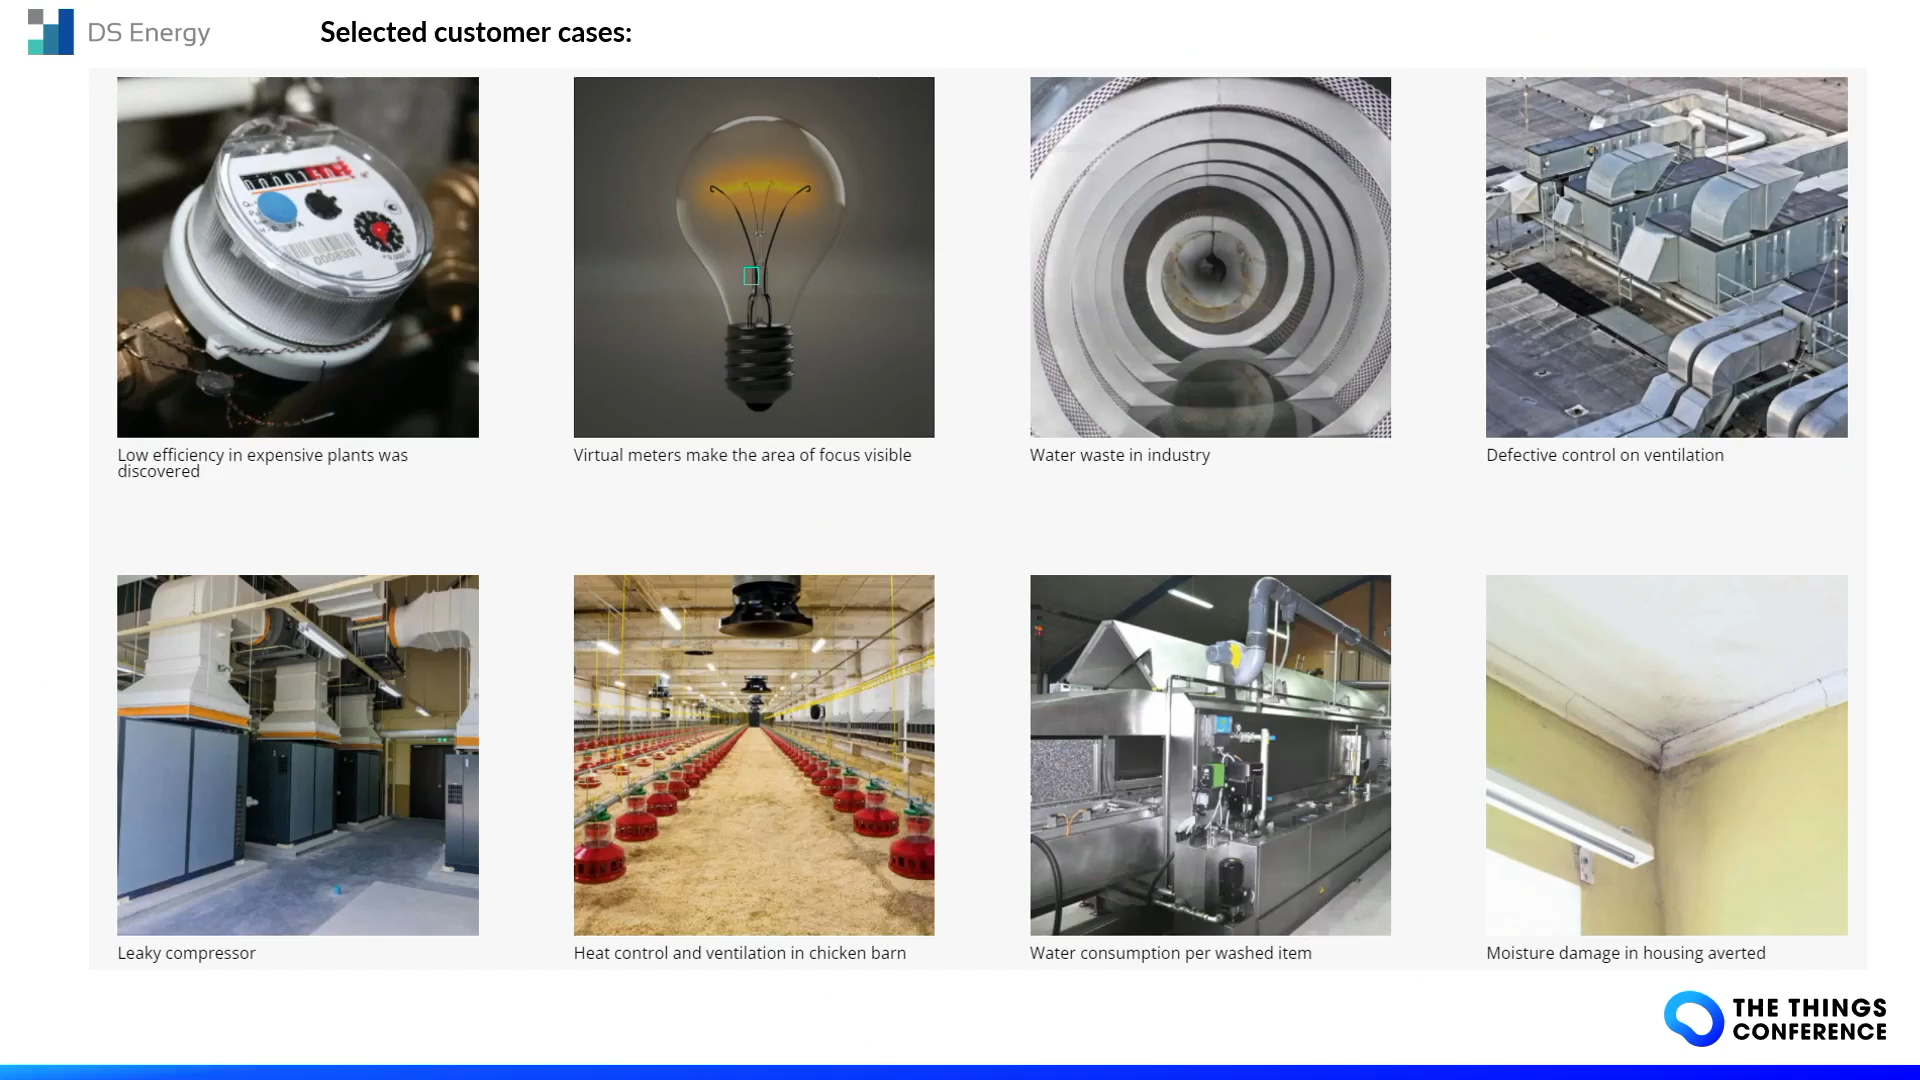 DS Energy
Selected customer cases:
Low efficiency in expensive plants was
discovered
Virtual meters make the area of focus visible
Water waste in industry
Defective control on ventilation
Leaky compressor
Heat control and ventilation in chicken barn
Water consumption per washed item
Moisture damage in housing averted
THE THINGS
CONFERENCE